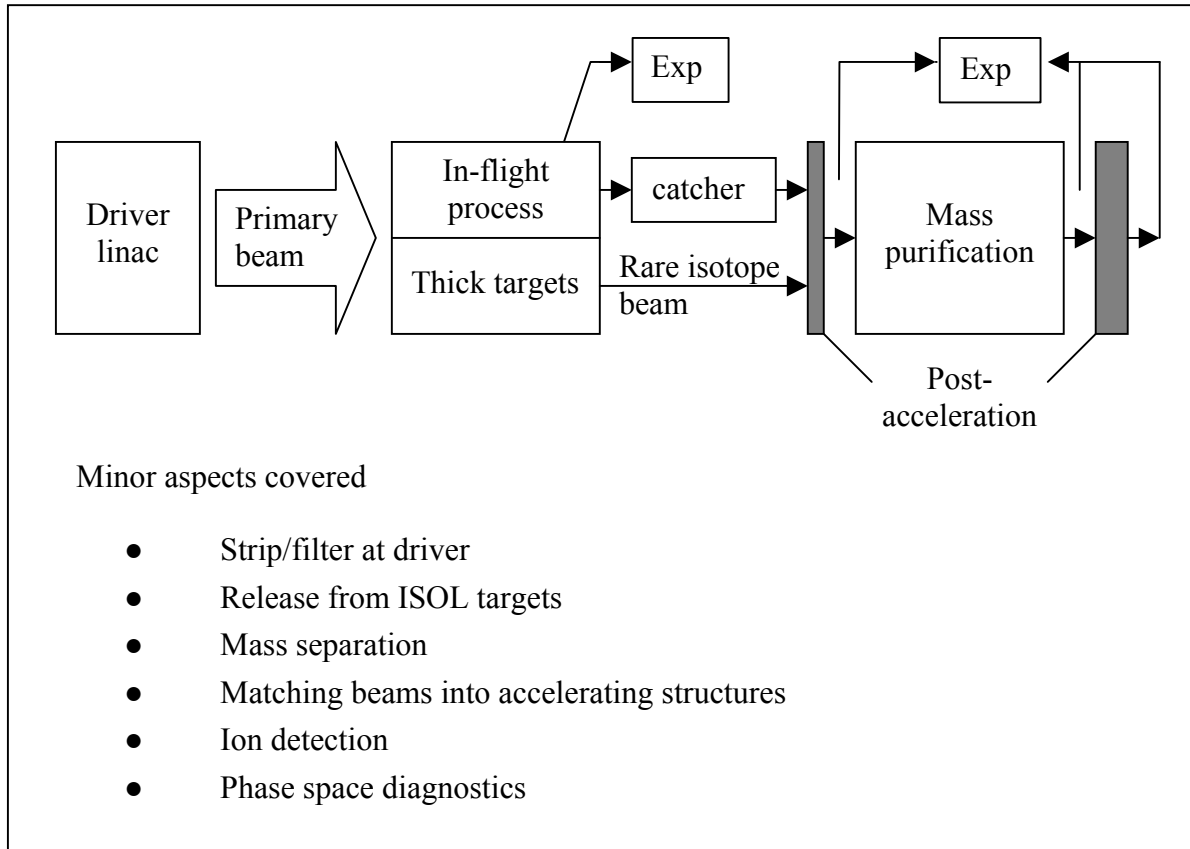 Exp
Exp
Driver
linac
Primary
beam
In-flight
process
Thick targets
catcher
Rare isotope
beam
Mass
purification
Post-
acceleration
Minor aspects covered
● Strip/filter at driver
● Release from ISOL targets
● Mass separation
● Matching beams into accelerating structures
● Ion detection
● Phase space diagnostics